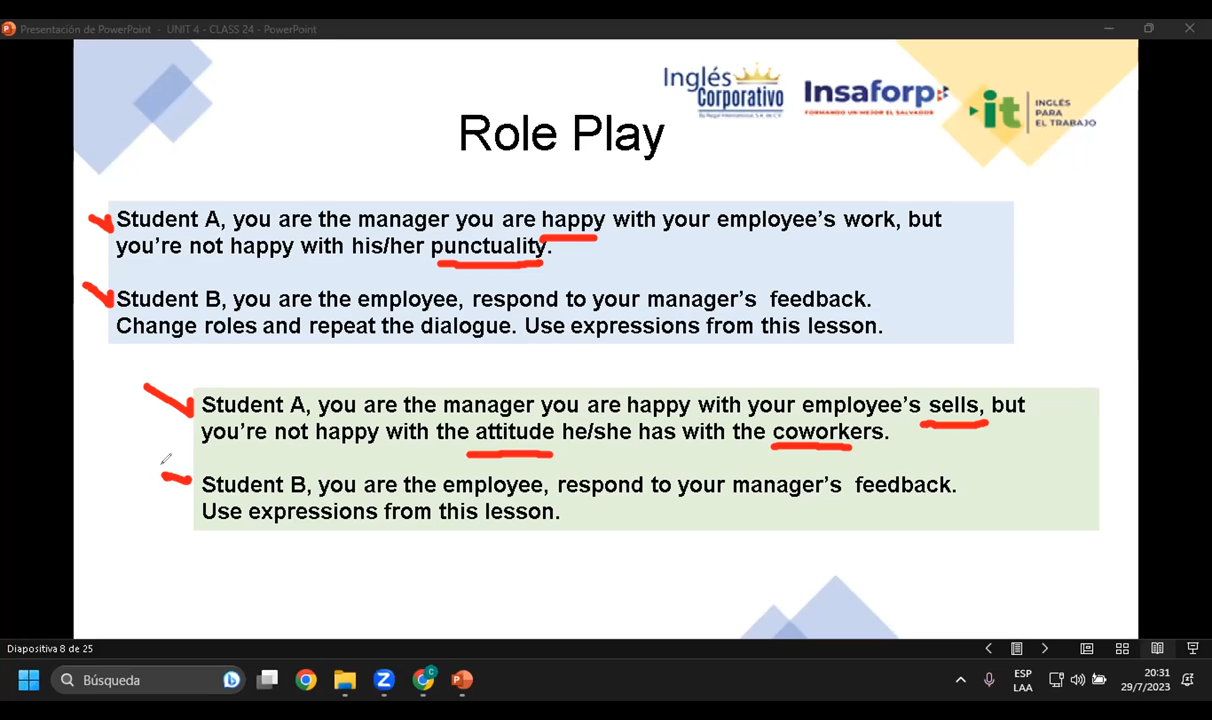 Presentación de PowerPoint - UNIT 4 - CLASS 24 - PowerPoint
Inglés
Corporativo
Insaforp
FORMANDO UN MEJOR EL SALVADOR
it
INGLÉS
PARA
EL TRABAJO
Role Play
Student A, you are the manager you are happy with your employee's work, but
you're not happy with his/her punctuality.
Student B, you are the employee, respond to your manager's feedback.
Change roles and repeat the dialogue. Use expressions from this lesson.
Student A, you are the manager you are happy with your employee's sells, but
you're not happy with the attitude he/she has with the coworkers.
Student B, you are the employee, respond to your manager's feedback.
Use expressions from this lesson.
Diapositiva 8 de 25
Búsqueda
ESP
LAA
20:31
29/7/2023